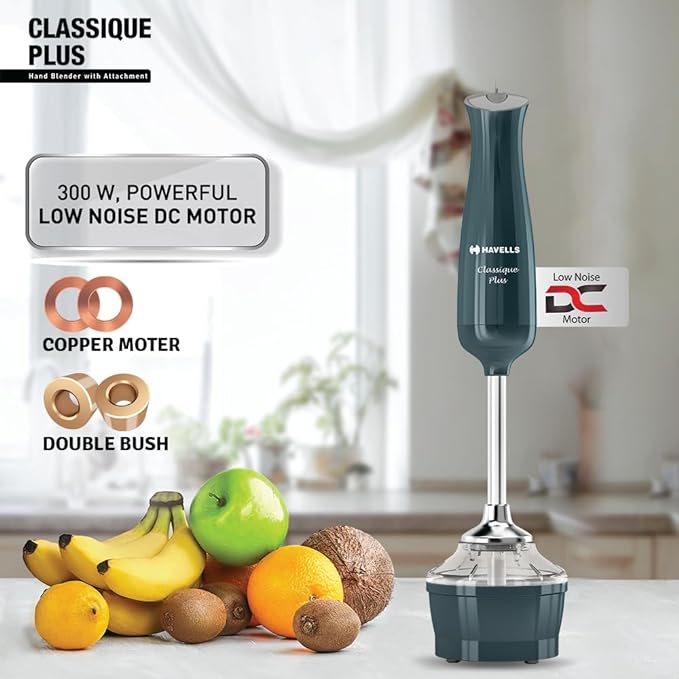 CLASSIQUE
PLUS
Hand Blender with Attachment
300 W, POWERFUL
LOW NOISE DC MOTOR
COPPER MOTER
DOUBLE BUSH
HAVELLS
Classique
Plus
Low Noise
DC
Motor